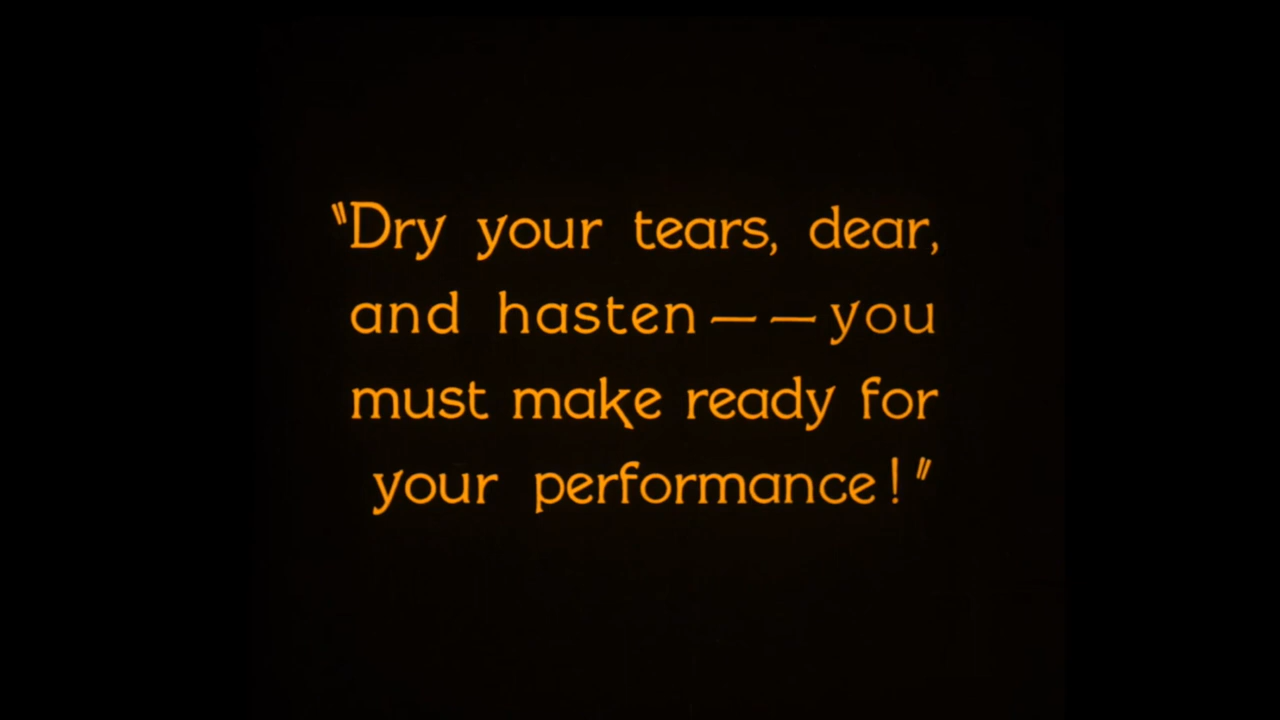 "Dry your tears, dear,
and hasten — — you
must make ready for
your performance!"